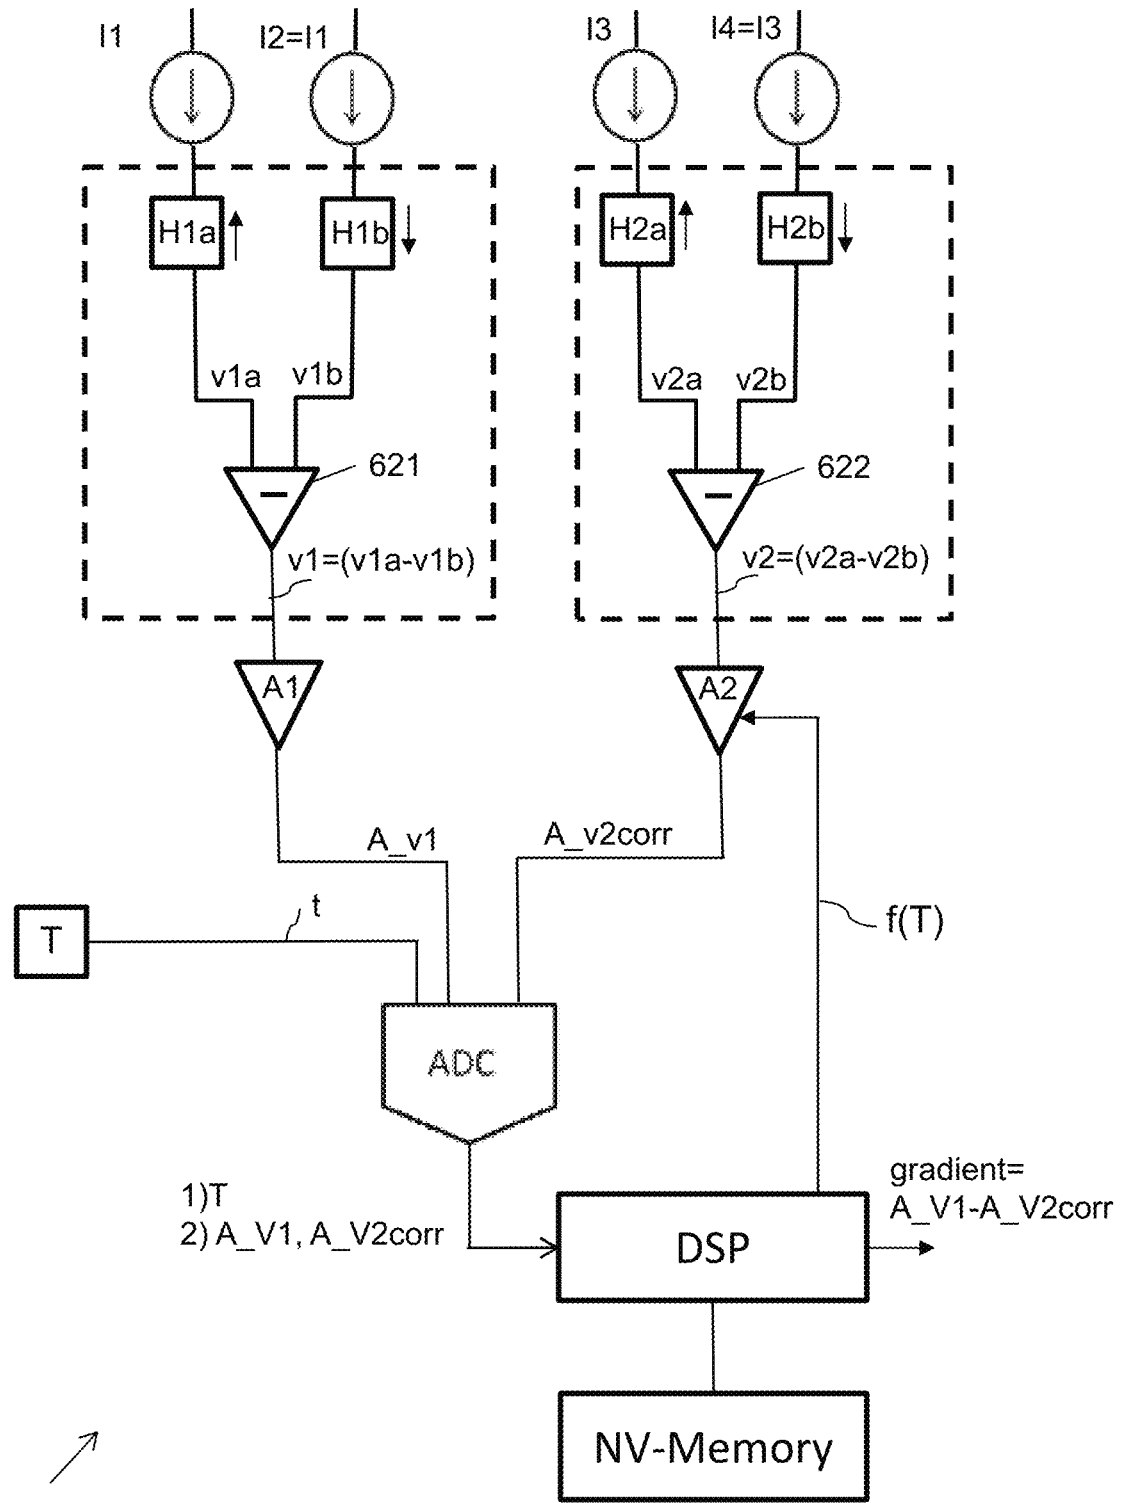 I1
I2=I1
I3
I4=I3
H1a
H1b
H2a
H2b
v1a
v1b
v2a
v2b
621
622
−
−
v1=(v1a-v1b)
v2=(v2a-v2b)
A1
A2
A_v1
A_v2corr
t
T
f(T)
ADC
1)T
2) A_V1, A_V2corr
gradient=
A_V1-A_V2corr
DSP
NV-Memory